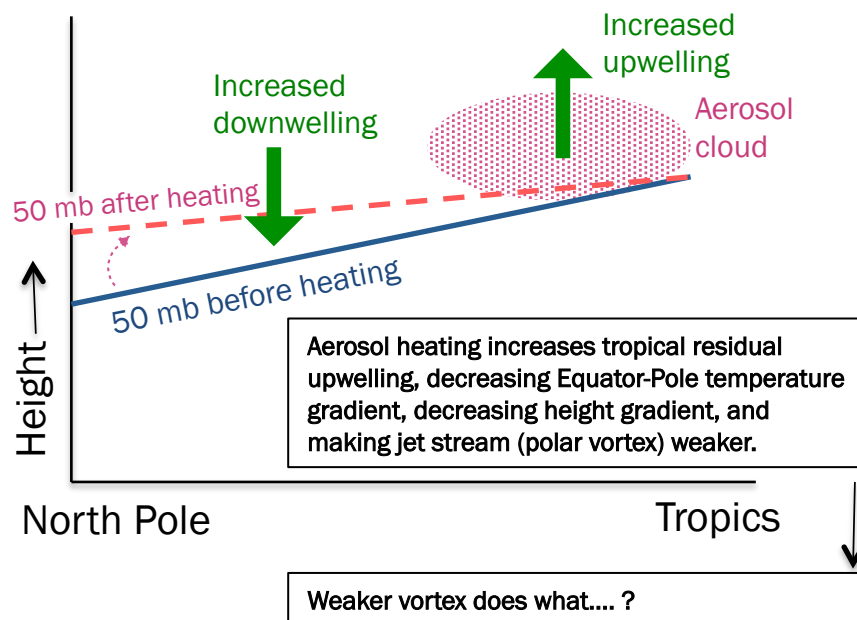 Increased
upwelling
Increased
downwelling
Aerosol
cloud
50 mb after heating
50 mb before heating
Height
Aerosol heating increases tropical residual
upwelling, decreasing Equator-Pole temperature
gradient, decreasing height gradient, and
making jet stream (polar vortex) weaker.
North Pole
Tropics
Weaker vortex does what.... ?